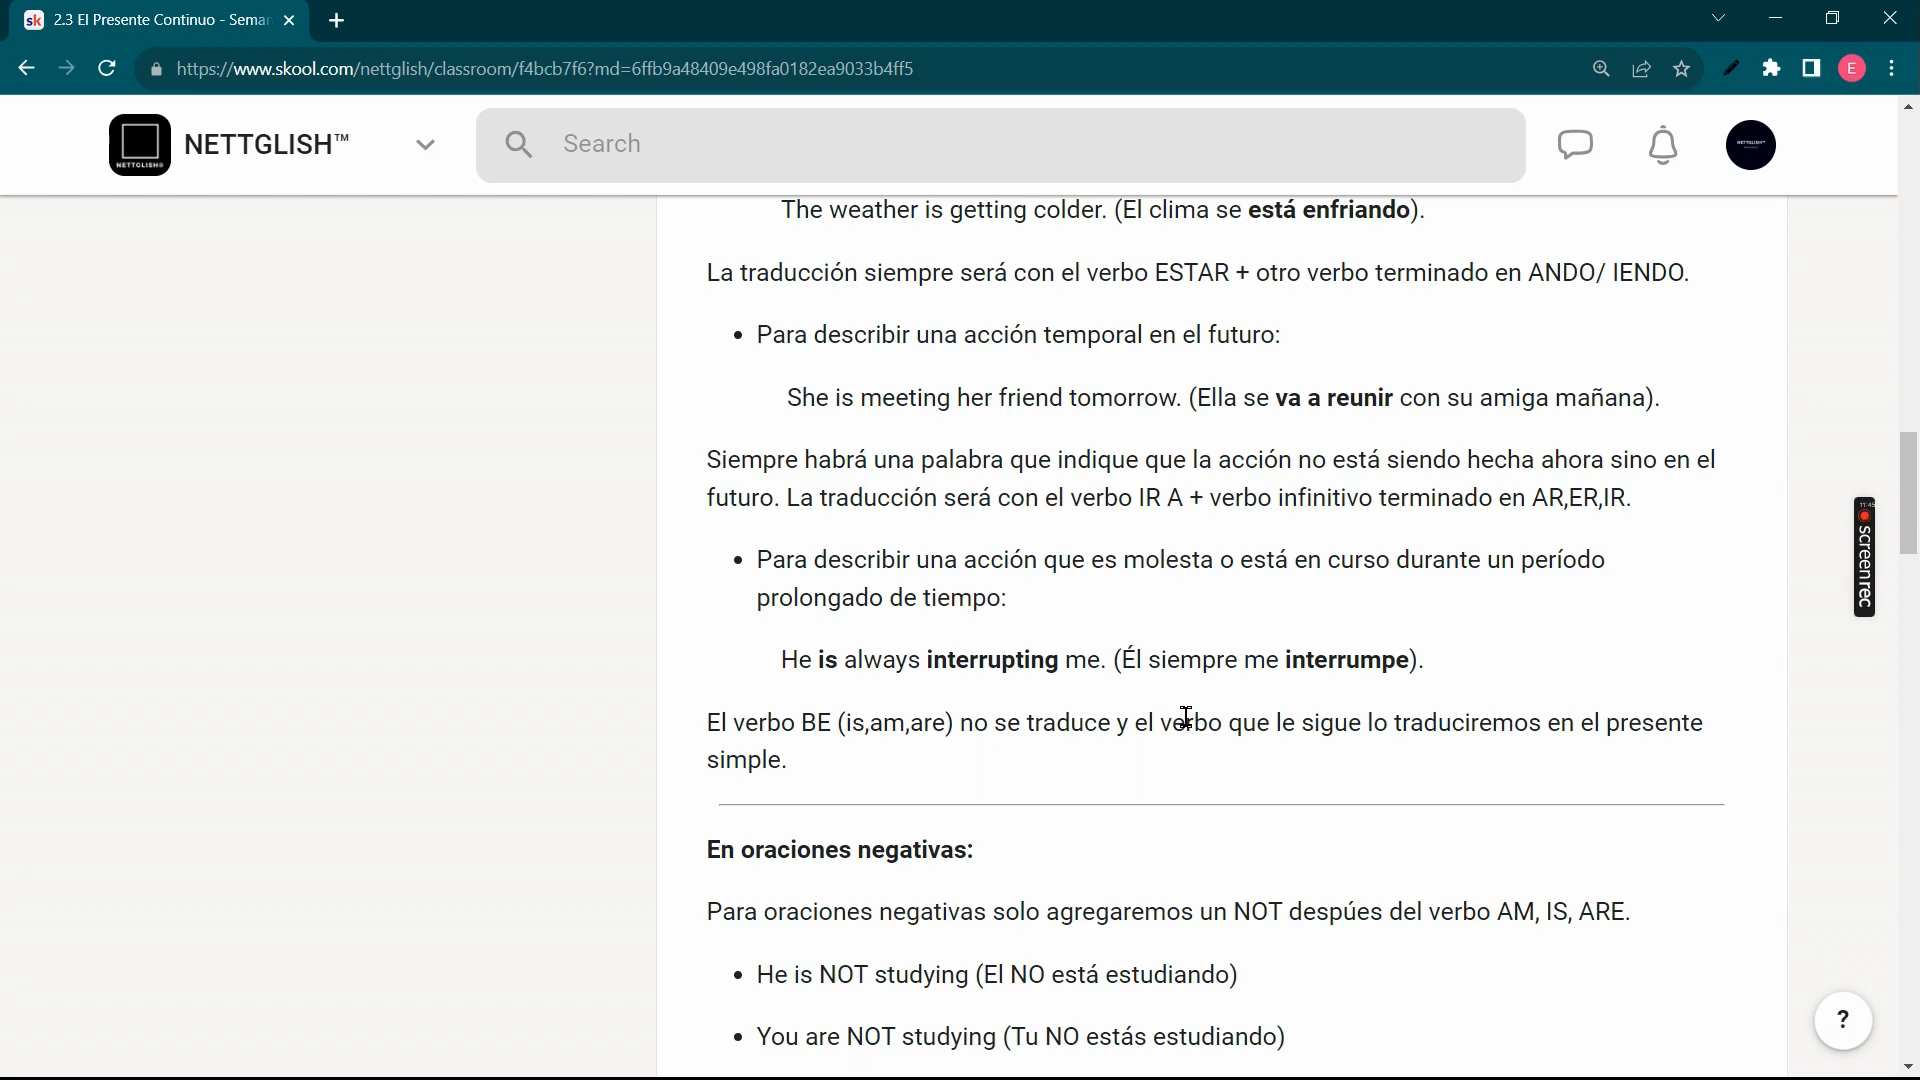 sk 2.3 El Presente Continuo - Seman
https://www.skool.com/nettglish/classroom/f4bcb7f6?md=6ffb9a48409e498fa0182ea9033b4ff5
E
NETTGLISH™
Search
The weather is getting colder. (El clima se está enfriando).
La traducción siempre será con el verbo ESTAR + otro verbo terminado en ANDO/ IENDO.
• Para describir una acción temporal en el futuro:
She is meeting her friend tomorrow. (Ella se va a reunir con su amiga mañana).
Siempre habrá una palabra que indique que la acción no está siendo hecha ahora sino en el
futuro. La traducción será con el verbo IR A + verbo infinitivo terminado en AR,ER,IR.
• Para describir una acción que es molesta o está en curso durante un período
prolongado de tiempo:
He is always interrupting me. (Él siempre me interrumpe).
El verbo BE (is,am,are) no se traduce y el verbo que le sigue lo traduciremos en el presente
simple.
En oraciones negativas:
Para oraciones negativas solo agregaremos un NOT despúes del verbo AM, IS, ARE.
• He is NOT studying (El NO está estudiando)
• You are NOT studying (Tu NO estás estudiando)
screenrec
?